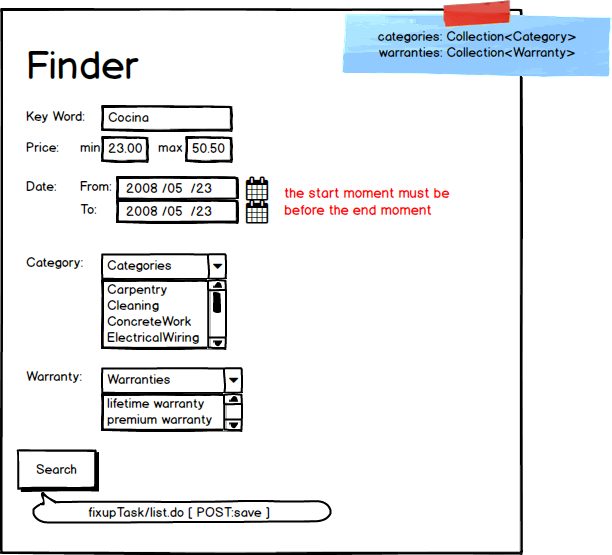 categories: Collection<Category>
warranties: Collection<Warranty>
Finder
Key Word: Cocina
Price: min 23.00 max 50.50
Date: From: 2008 /05 /23
the start moment must be
To: 2008 /05 /23
before the end moment
Category: Categories
Carpentry
Cleaning
ConcreteWork
ElectricalWiring
Warranty: Warranties
lifetime warranty
premium warranty
Search
fixupTask/list.do [ POST:save ]